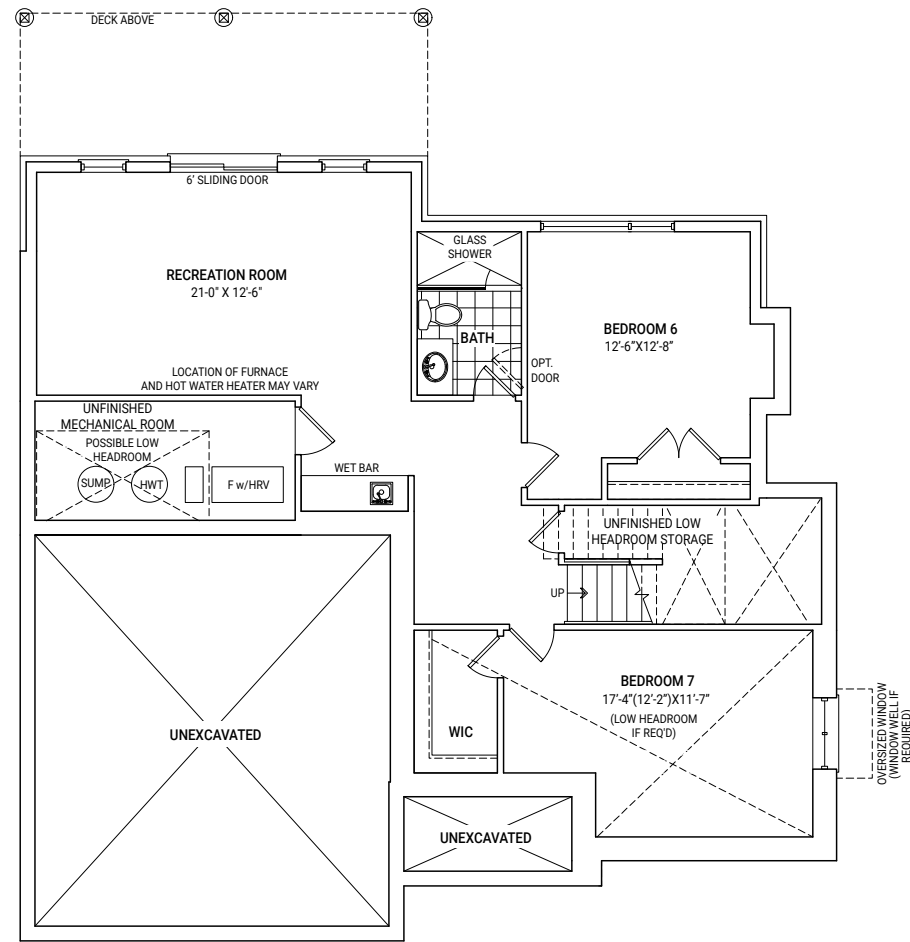 DECK ABOVE
6' SLIDING DOOR
RECREATION ROOM
21-0" X 12'-6"
GLASS
SHOWER
BATH
OPT.
DOOR
BEDROOM 6
12'-6"X12'-8"
LOCATION OF FURNACE
AND HOT WATER HEATER MAY VARY
UNFINISHED
MECHANICAL ROOM
POSSIBLE LOW
HEADROOM
SUMP
HWT
F w/HRV
WET BAR
UNFINISHED LOW
HEADROOM STORAGE
UP
BEDROOM 7
17'-4"(12'-2")X11'-7"
(LOW HEADROOM
IF REQ'D)
WIC
OVERSIZED WINDOW
(WINDOW WELL IF
REQUIRED)
UNEXCAVATED
UNEXCAVATED